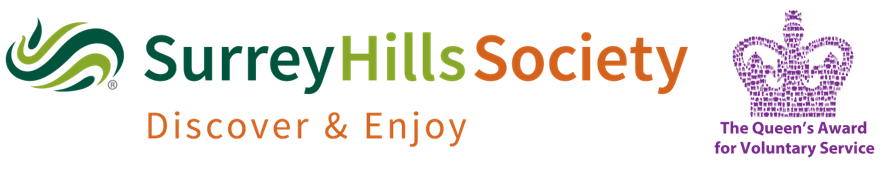 SurreyHillsSociety
Discover & Enjoy
®
The Queen's Award
for Voluntary Service